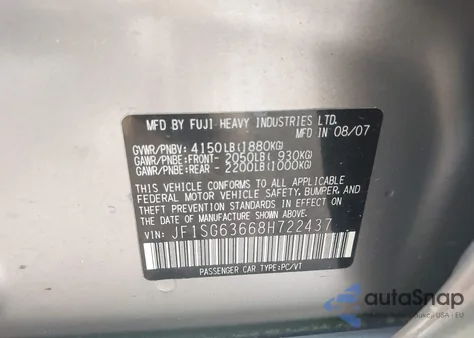 MFD BY FUJI HEAVY INDUSTRIES LTD.
MFD IN 08/07
GVWR/PNBV: 4150LB(1880KG)
GAWR/PNBE:FRONT- 2050LB( 930KG)
GAWR/PNBE:REAR - 2200LB(1000KG)
THIS VEHICLE CONFORMS TO ALL APPLICABLE
FEDERAL MOTOR VEHICLE SAFETY, BUMPER, AND
THEFT PREVENTION STANDARDS IN EFFECT ON
THE DATE OF MANUFACTURE SHOWN ABOVE.
VIN: JF1SG63668H722437
PASSENGER CAR TYPE:PC/VT
autoSnap
USA | EU